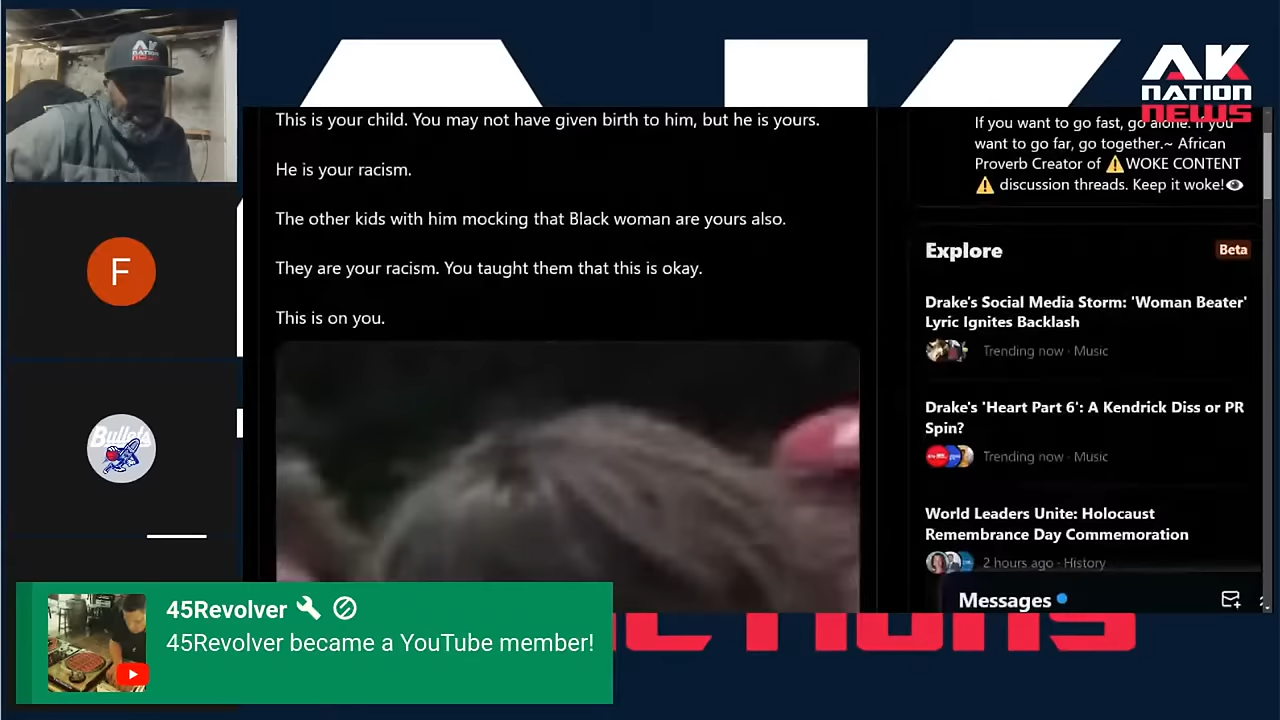 AK
NATION
NEWS
This is your child. You may not have given birth to him, but he is yours.
He is your racism.
The other kids with him mocking that Black woman are yours also.
They are your racism. You taught them that this is okay.
This is on you.
AK
NATION
NEWS
If you want to go fast, go alone. If you
want to go far, go together.~ African
Proverb Creator of ⚠️WOKE CONTENT
⚠️ discussion threads. Keep it woke!👁
Explore
Beta
Drake's Social Media Storm: 'Woman Beater'
Lyric Ignites Backlash
Trending now · Music
Drake's 'Heart Part 6': A Kendrick Diss or PR
Spin?
Trending now · Music
World Leaders Unite: Holocaust
Remembrance Day Commemoration
2 hours ago · History
Messages
F
Bullets
45Revolver
45Revolver became a YouTube member!